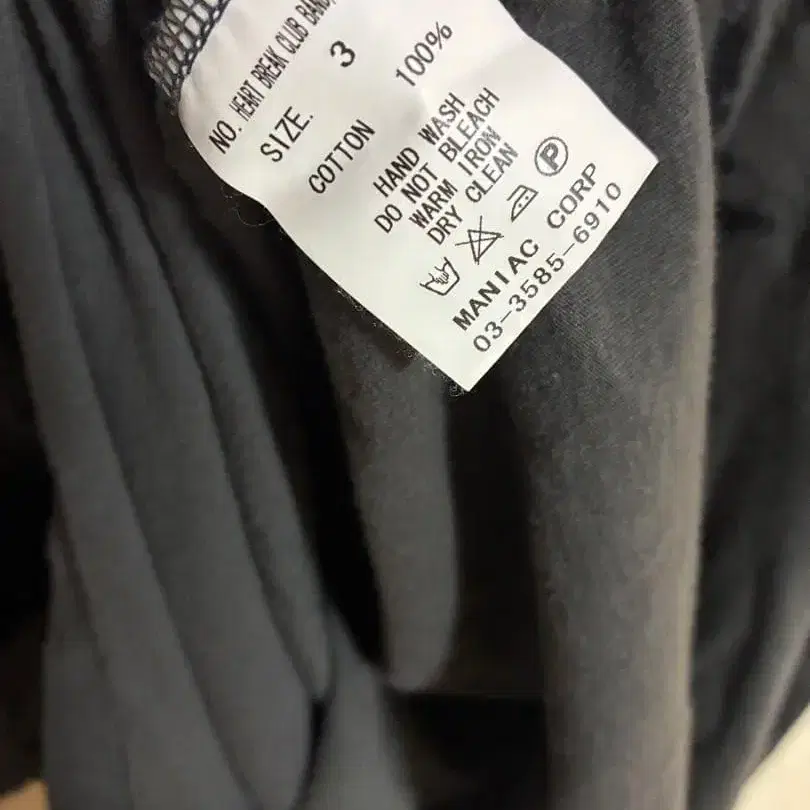 NO. HEART BREAK CLUB BAND
SIZE. 3
COTTON 100%
HAND WASH
DO NOT BLEACH
WARM IRON
DRY CLEAN
P
MANIAC CORP
03-3585-6910